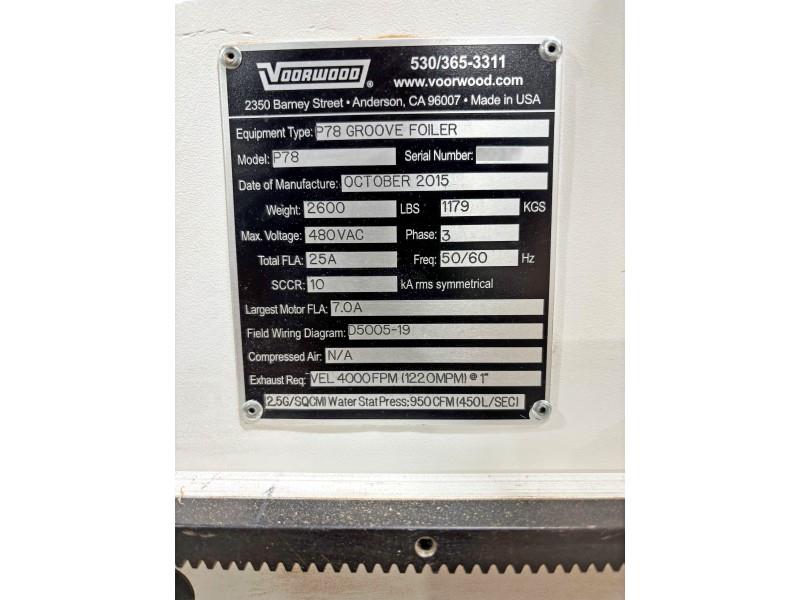 VOORWOOD ® 530/365-3311
www.voorwood.com
2350 Barney Street • Anderson, CA 96007 • Made in USA
Equipment Type: P78 GROOVE FOILER
Model: P78 Serial Number:
Date of Manufacture: OCTOBER 2015
Weight: 2600 LBS 1179 KGS
Max. Voltage: 480VAC Phase: 3
Total FLA: 25A Freq: 50/60 Hz
SCCR: 10 kA rms symmetrical
Largest Motor FLA: 7.0A
Field Wiring Diagram: D5005-19
Compressed Air: N/A
Exhaust Req: VEL 4000FPM (1220MPM) @ 1"
2.5G/SQCM) Water Stat Press; 950 CFM (450L/SEC)